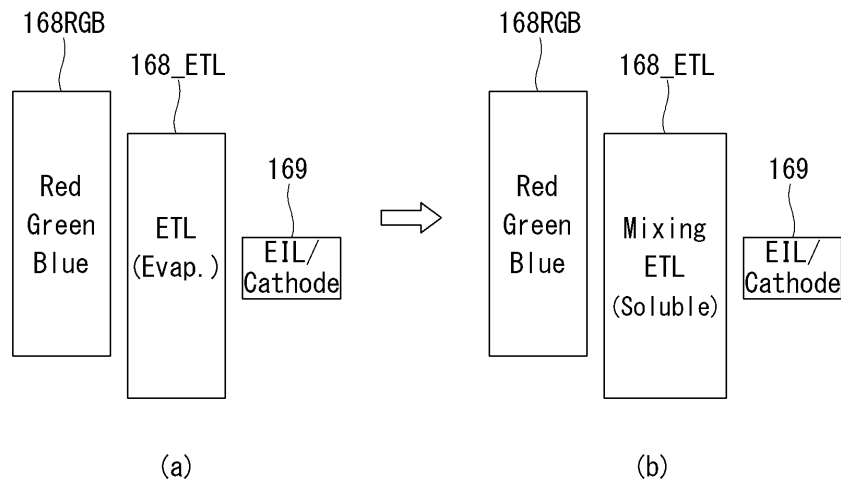 168RGB
168_ETL
Red
Green
Blue
ETL
(Evap.)
169
EIL/
Cathode
(a)
168RGB
168_ETL
Red
Green
Blue
Mixing
ETL
(Soluble)
169
EIL/
Cathode
(b)